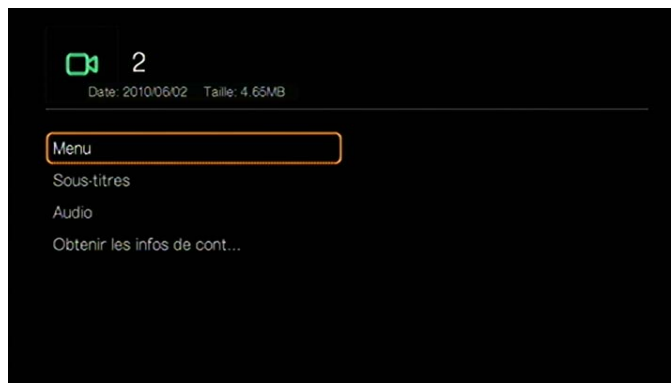 2
Date: 2010/06/02 Taille: 4.65MB
Menu
Sous-titres
Audio
Obtenir les infos de cont...